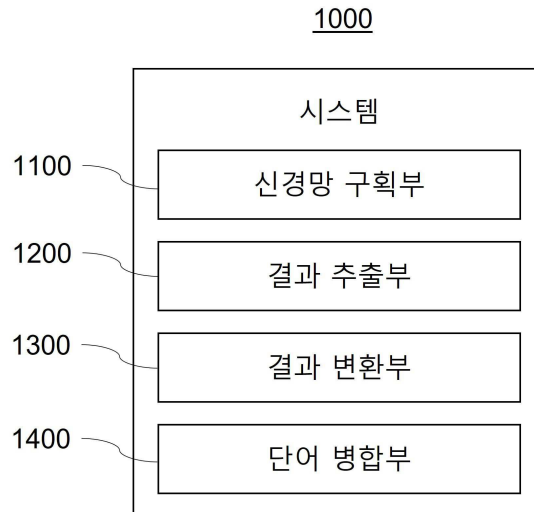 1000
시스템
1100 신경망 구획부
1200 결과 추출부
1300 결과 변환부
1400 단어 병합부